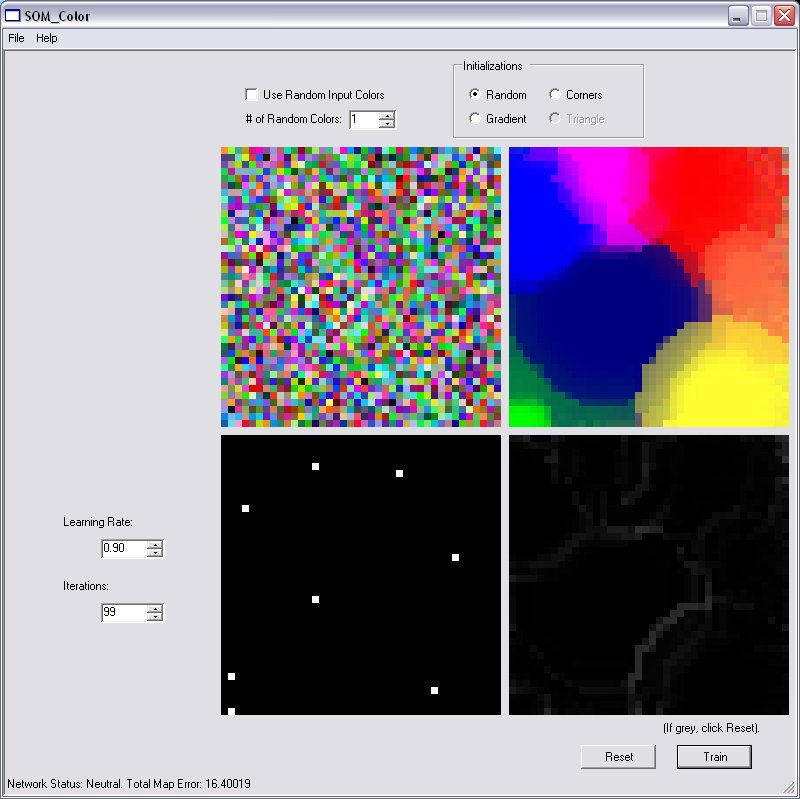 SOM_Color
File Help
Initializations
Use Random Input Colors
Random Corners
# of Random Colors: 1
Gradient Triangle
Learning Rate:
0.90
Iterations:
99
(If grey, click Reset).
Reset Train
Network Status: Neutral. Total Map Error: 16.40019